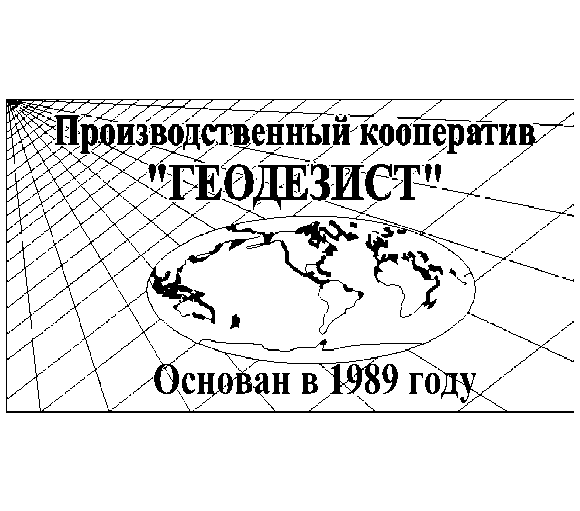 Производственный кооператив
"ГЕОДЕЗИСТ"
Основан в 1989 году